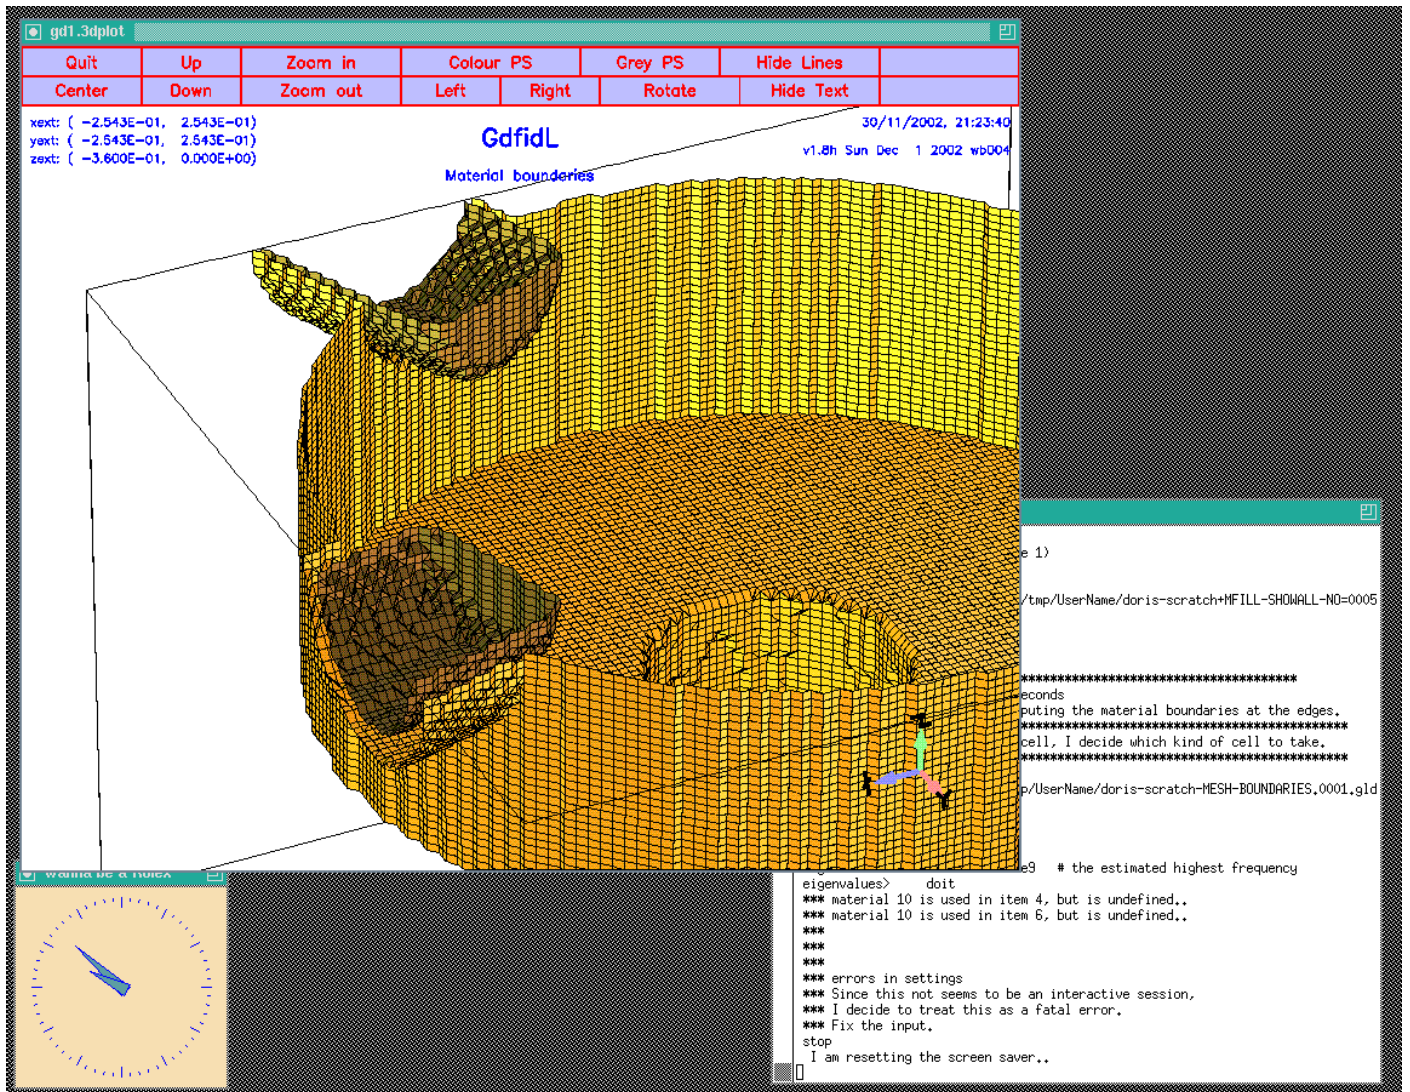 gd1.3dplot
Quit Up Zoom in Colour PS Grey PS Hide Lines
Center Down Zoom out Left Right Rotate Hide Text
xext: ( -2.543E-01, 2.543E-01)
yext: ( -2.543E-01, 2.543E-01)
zext: ( -3.600E-01, 0.000E+00)
GdfidL
Material boundaries
30/11/2002, 21:23:40
v1.8h Sun Dec 1 2002 wb004
Z
X
Y
e 1)
/tmp/UserName/doris-scratch+MFILL-SHOWALL-NO=0005
***********************************
econds
puting the material boundaries at the edges.
*****************************************
cell, I decide which kind of cell to take.
*****************************************
p/UserName/doris-scratch-MESH-BOUNDARIES.0001.gld
e9 # the estimated highest frequency
eigenvalues> doit
*** material 10 is used in item 4, but is undefined..
*** material 10 is used in item 6, but is undefined..
***
***
***
*** errors in settings
*** Since this not seems to be an interactive session,
*** I decide to treat this as a fatal error.
*** Fix the input.
stop
I am resetting the screen saver..
wanna be a Rolex